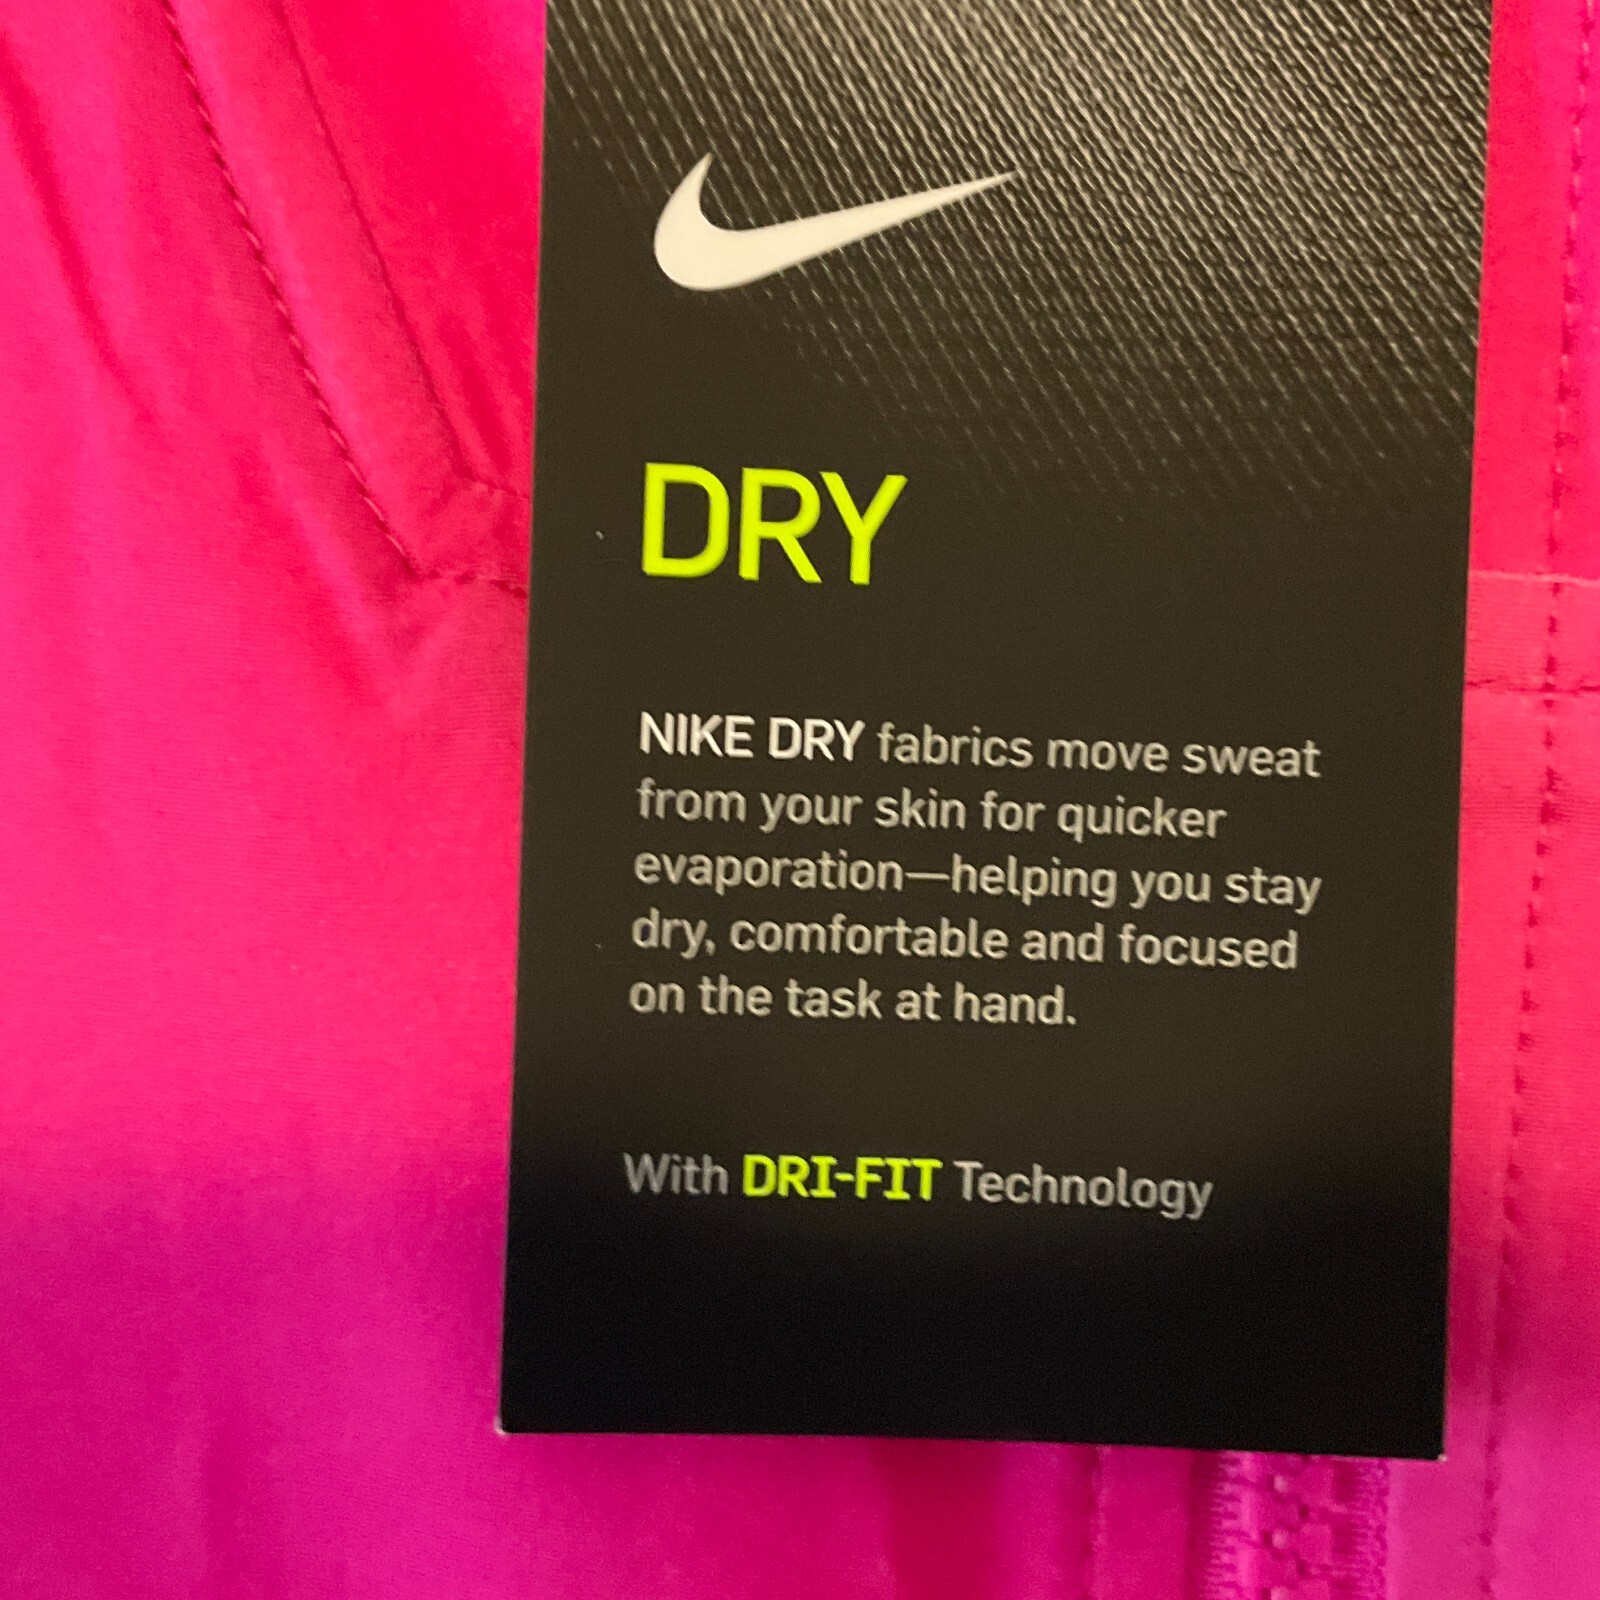 DRY
NIKE DRY fabrics move sweat
from your skin for quicker
evaporation—helping you stay
dry, comfortable and focused
on the task at hand.
With DRI-FIT Technology